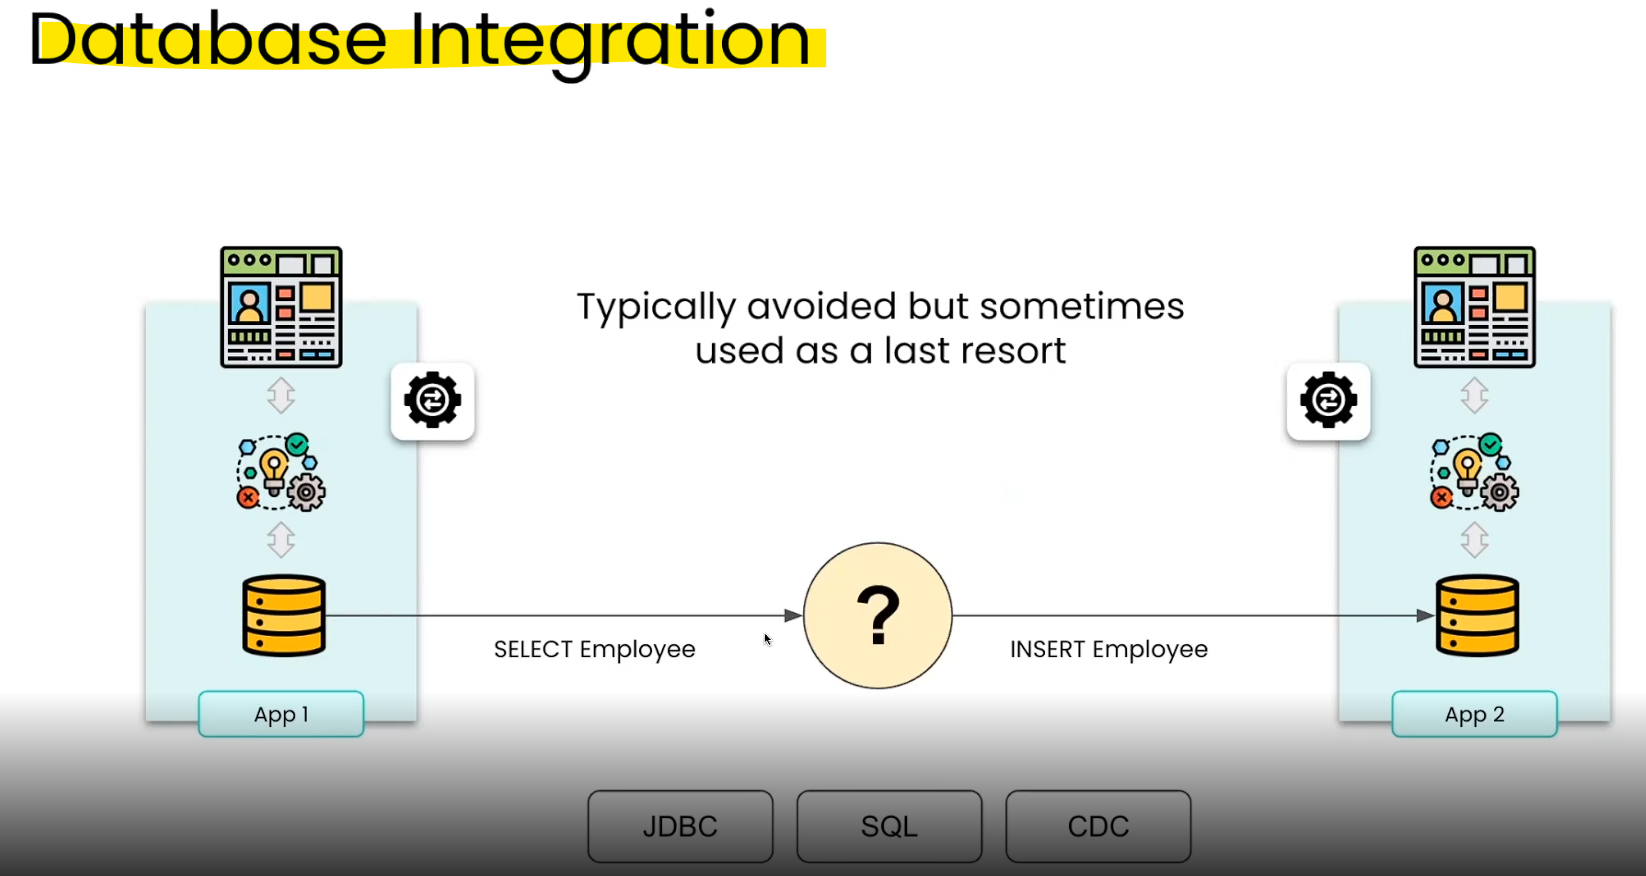 Database Integration
Typically avoided but sometimes
used as a last resort
?
SELECT Employee
INSERT Employee
App 1
App 2
JDBC
SQL
CDC